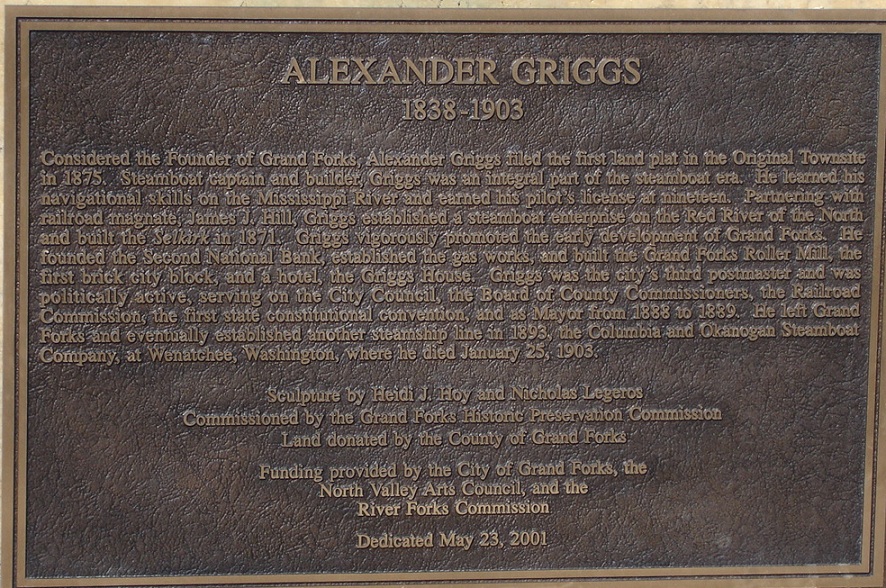 ALEXANDER GRIGGS
1838-1903
Considered the Founder of Grand Forks, Alexander Griggs filed the first land plat in the Original Townsite
in 1875. Steamboat captain and builder, Griggs was an integral part of the steamboat era. He learned his
navigational skills on the Mississippi River and earned his pilot's license at nineteen. Partnering with
railroad magnate, James J. Hill, Griggs established a steamboat enterprise on the Red River of the North
and built the Selkirk in 1871. Griggs vigorously promoted the early development of Grand Forks. He
founded the Second National Bank, established the gas works, and built the Grand Forks Roller Mill, the
first brick city block, and a hotel, the Griggs House. Griggs was the city's third postmaster and was
politically active, serving on the City Council, the Board of County Commissioners, the Railroad
Commission, the first state constitutional convention, and as Mayor from 1888 to 1889. He left Grand
Forks and eventually established another steamship line in 1893, the Columbia and Okanogan Steamboat
Company, at Wenatchee, Washington, where he died January 25, 1903.
Sculpture by Heidi J. Hoy and Nicholas Legeros
Commissioned by the Grand Forks Historic Preservation Commission
Land donated by the County of Grand Forks
Funding provided by the City of Grand Forks, the
North Valley Arts Council, and the
River Forks Commission
Dedicated May 23, 2001